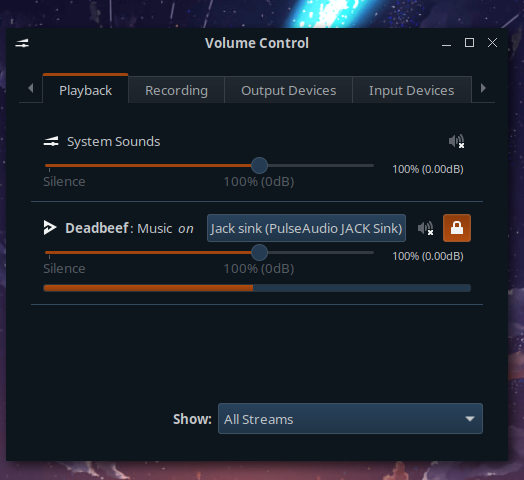 Volume Control
Playback Recording Output Devices Input Devices
System Sounds
100% (0.00dB)
Silence 100% (0dB)
Deadbeef: Music on Jack sink (PulseAudio JACK Sink)
100% (0.00dB)
Silence 100% (0dB)
Show: All Streams